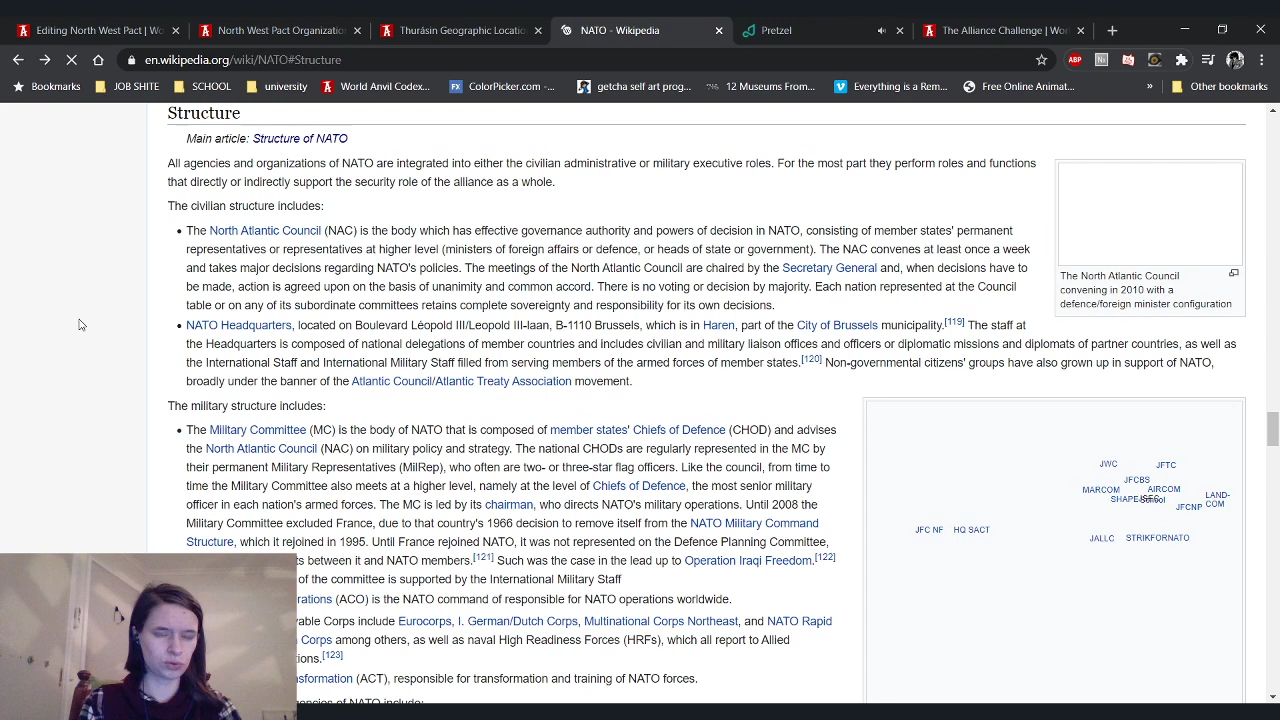 Editing North West Pact | Wo
North West Pact Organizatio
Thurásin Geographic Locatio
NATO - Wikipedia
Pretzel
The Alliance Challenge | Worl
en.wikipedia.org/wiki/NATO#Structure
ABP
Bookmarks
JOB SHITE
SCHOOL
university
World Anvil Codex...
FX
ColorPicker.com -...
getcha self art prog...
12 Museums From...
Everything is a Rem...
Free Online Animat...
»
Other bookmarks
Structure
Main article: Structure of NATO
All agencies and organizations of NATO are integrated into either the civilian administrative or military executive roles. For the most part they perform roles and functions
that directly or indirectly support the security role of the alliance as a whole.
The civilian structure includes:
• The North Atlantic Council (NAC) is the body which has effective governance authority and powers of decision in NATO, consisting of member states' permanent
representatives or representatives at higher level (ministers of foreign affairs or defence, or heads of state or government). The NAC convenes at least once a week
and takes major decisions regarding NATO's policies. The meetings of the North Atlantic Council are chaired by the Secretary General and, when decisions have to
be made, action is agreed upon on the basis of unanimity and common accord. There is no voting or decision by majority. Each nation represented at the Council
table or on any of its subordinate committees retains complete sovereignty and responsibility for its own decisions.
The North Atlantic Council
convening in 2010 with a
defence/foreign minister configuration
• NATO Headquarters, located on Boulevard Léopold III/Leopold III-laan, B-1110 Brussels, which is in Haren, part of the City of Brussels municipality.[119] The staff at
the Headquarters is composed of national delegations of member countries and includes civilian and military liaison offices and officers or diplomatic missions and diplomats of partner countries, as well as
the International Staff and International Military Staff filled from serving members of the armed forces of member states.[120] Non-governmental citizens' groups have also grown up in support of NATO,
broadly under the banner of the Atlantic Council/Atlantic Treaty Association movement.
The military structure includes:
• The Military Committee (MC) is the body of NATO that is composed of member states' Chiefs of Defence (CHOD) and advises
the North Atlantic Council (NAC) on military policy and strategy. The national CHODs are regularly represented in the MC by
their permanent Military Representatives (MilRep), who often are two- or three-star flag officers. Like the council, from time to
time the Military Committee also meets at a higher level, namely at the level of Chiefs of Defence, the most senior military
officer in each nation's armed forces. The MC is led by its chairman, who directs NATO's military operations. Until 2008 the
Military Committee excluded France, due to that country's 1966 decision to remove itself from the NATO Military Command
Structure, which it rejoined in 1995. Until France rejoined NATO, it was not represented on the Defence Planning Committee,
ts between it and NATO members.[121] Such was the case in the lead up to Operation Iraqi Freedom.[122]
of the committee is supported by the International Military Staff
rations (ACO) is the NATO command of responsible for NATO operations worldwide.
able Corps include Eurocorps, I. German/Dutch Corps, Multinational Corps Northeast, and NATO Rapid
Corps among others, as well as naval High Readiness Forces (HRFs), which all report to Allied
ions.[123]
nsformation (ACT), responsible for transformation and training of NATO forces.
encies of NATO include:
JWC
JFTC
JFCBS
MARCOM
AIRCOM
SHAPE
School
LAND-
COM
JFCNP
JFC NF
HQ SACT
JALLC
STRIKFORNATO